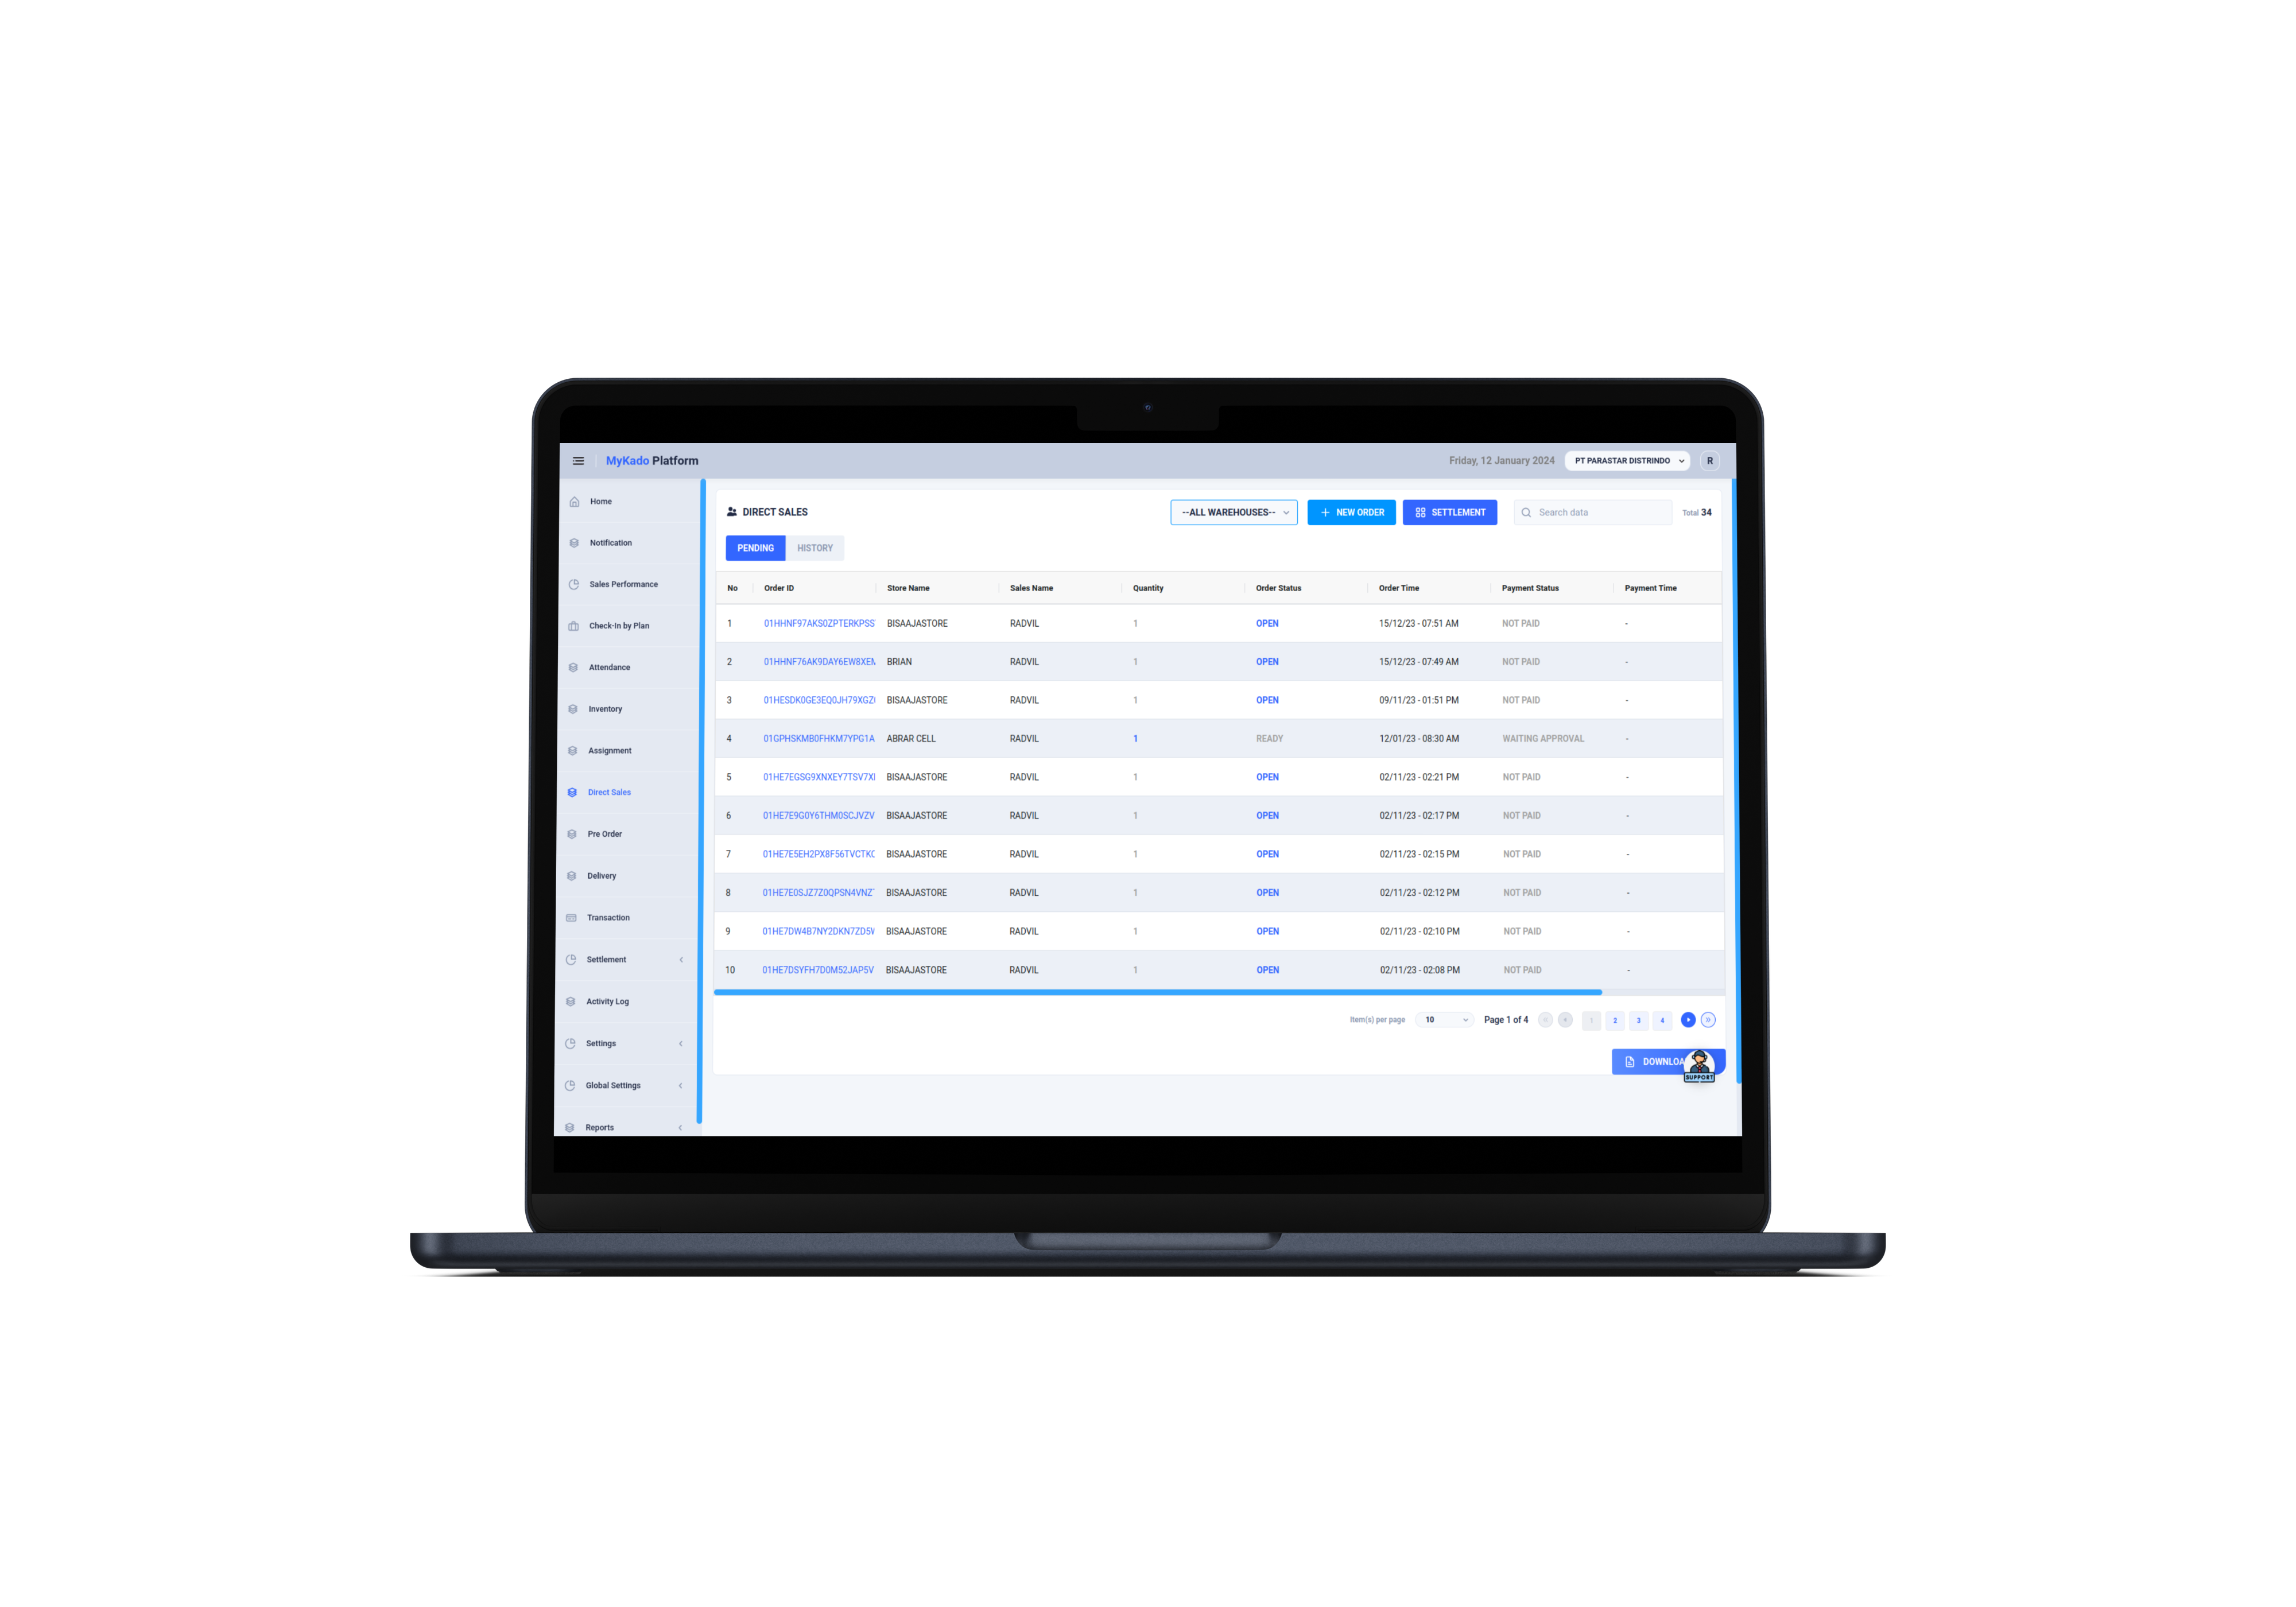 MyKado Platform
Friday, 12 January 2024
PT PARASTAR DISTRINDO
R
Home
Notification
Sales Performance
Check-In by Plan
Attendance
Inventory
Assignment
Direct Sales
Pre Order
Delivery
Transaction
Settlement
Activity Log
Settings
Global Settings
Reports
DIRECT SALES
--ALL WAREHOUSES--
+ NEW ORDER
SETTLEMENT
Search data
Total 34
PENDING HISTORY
No Order ID Store Name Sales Name Quantity Order Status Order Time Payment Status Payment Time
1 01HHNF97AKS0ZPTERKPSS BISAAJASTORE RADVIL 1 OPEN 15/12/23 - 07:51 AM NOT PAID -
2 01HHNF76AK9DAY6EW8XEM BRIAN RADVIL 1 OPEN 15/12/23 - 07:49 AM NOT PAID -
3 01HESDK0GE3EQ0JH79XGZ BISAAJASTORE RADVIL 1 OPEN 09/11/23 - 01:51 PM NOT PAID -
4 01GPHSKMB0FHKM7YPG1A ABRAR CELL RADVIL 1 READY 12/01/23 - 08:30 AM WAITING APPROVAL -
5 01HE7EGSG9XNXEY7TSV7X BISAAJASTORE RADVIL 1 OPEN 02/11/23 - 02:21 PM NOT PAID -
6 01HE7E9G0Y6THM0SCJVZV BISAAJASTORE RADVIL 1 OPEN 02/11/23 - 02:17 PM NOT PAID -
7 01HE7E5EH2PX8F56TVCTK BISAAJASTORE RADVIL 1 OPEN 02/11/23 - 02:15 PM NOT PAID -
8 01HE7E0SJZ7Z0QPSN4VNZ BISAAJASTORE RADVIL 1 OPEN 02/11/23 - 02:12 PM NOT PAID -
9 01HE7DW4B7NY2DKN7ZD5 BISAAJASTORE RADVIL 1 OPEN 02/11/23 - 02:10 PM NOT PAID -
10 01HE7DSYFH7D0M52JAP5V BISAAJASTORE RADVIL 1 OPEN 02/11/23 - 02:08 PM NOT PAID -
Item(s) per page 10 Page 1 of 4 1 2 3 4
DOWNLOA
SUPPORT